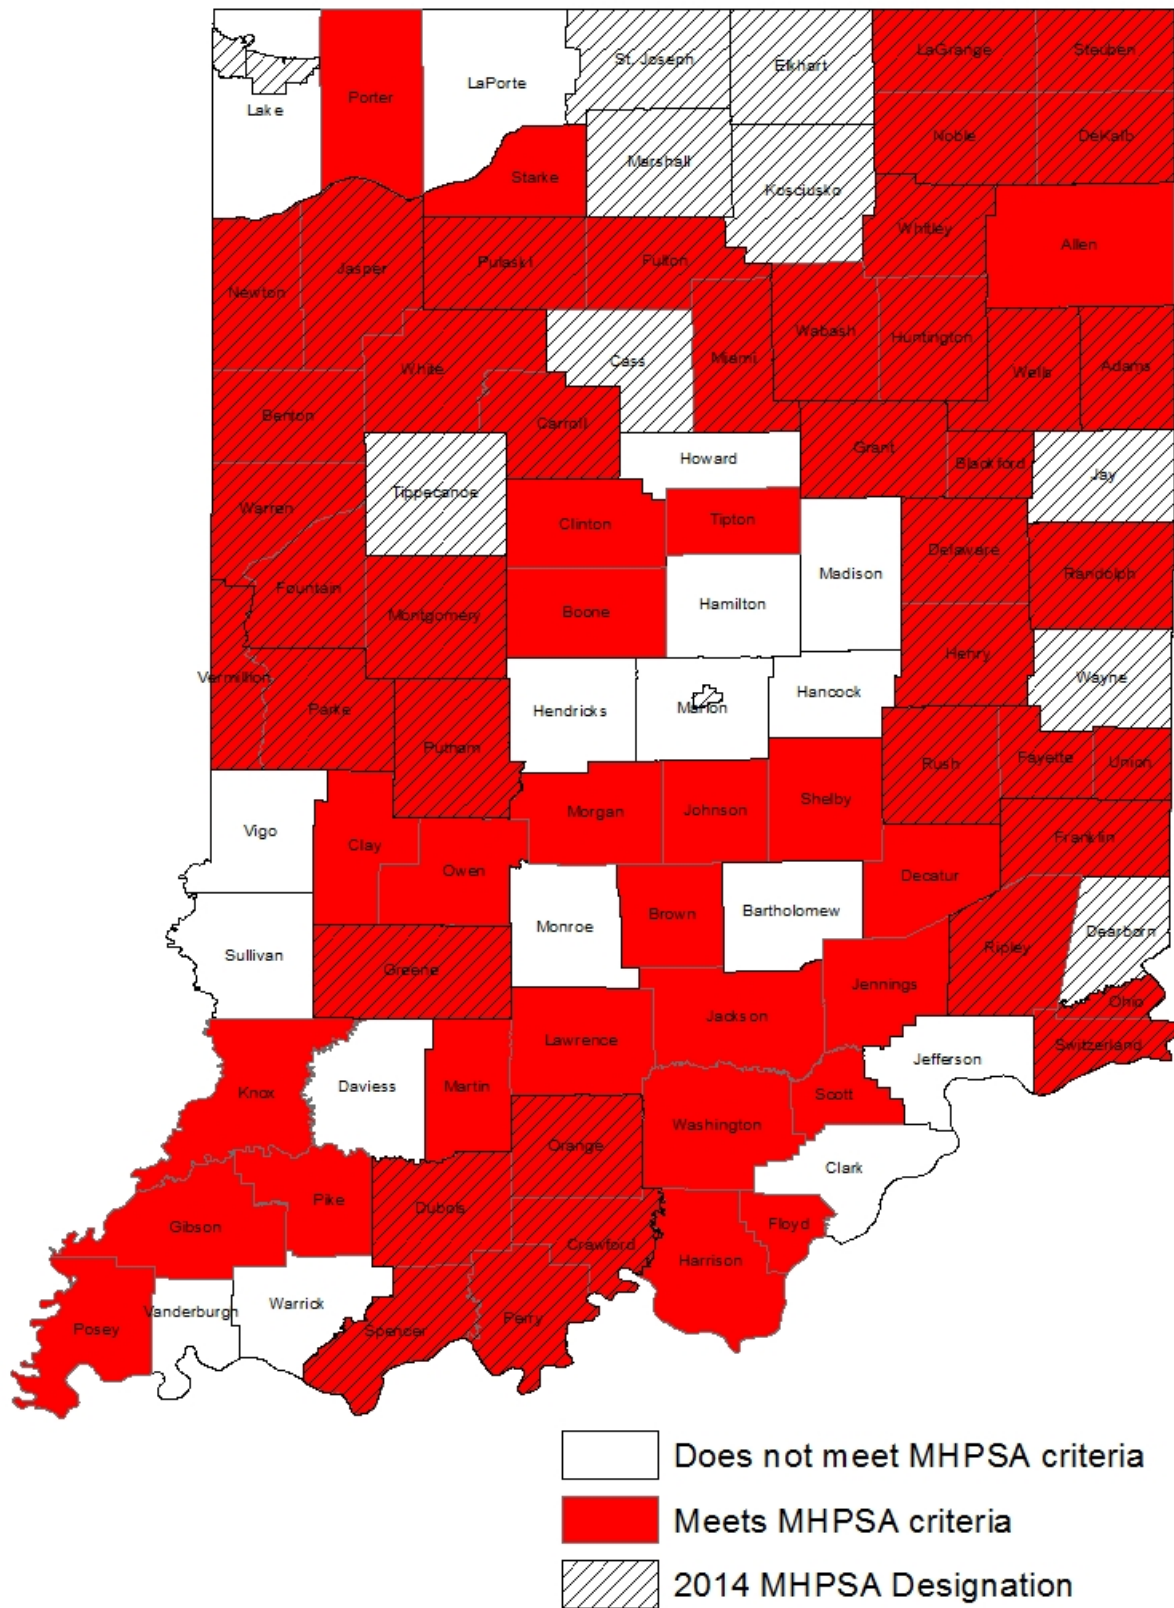 St. Joseph
LaGrange
Steuben
Elkhart
LaPorte
Porter
Lake
Noble
DeKalb
Marshall
Starke
Kosciusko
Whitley
Allen
Jasper
Pulaski
Fulton
Newton
Wabash
Huntington
Miami
Cass
White
Wells
Adams
Benton
Carroll
Grant
Howard
Blackford
Jay
Tippecanoe
Warren
Clinton
Tipton
Delaware
Madison
Randolph
Fountain
Montgomery
Boone
Hamilton
Henry
Vermillion
Wayne
Hancock
Parke
Hendricks
Marion
Putnam
Rush
Fayette
Union
Shelby
Morgan
Johnson
Vigo
Franklin
Clay
Owen
Decatur
Brown
Bartholomew
Monroe
Dearborn
Sullivan
Ripley
Greene
Jennings
Ohio
Jackson
Lawrence
Switzerland
Jefferson
Daviess
Martin
Knox
Scott
Washington
Orange
Clark
Pike
Dubois
Gibson
Floyd
Crawford
Harrison
Warrick
Vanderburgh
Perry
Posey
Spencer
Does not meet MHPSA criteria
Meets MHPSA criteria
2014 MHPSA Designation